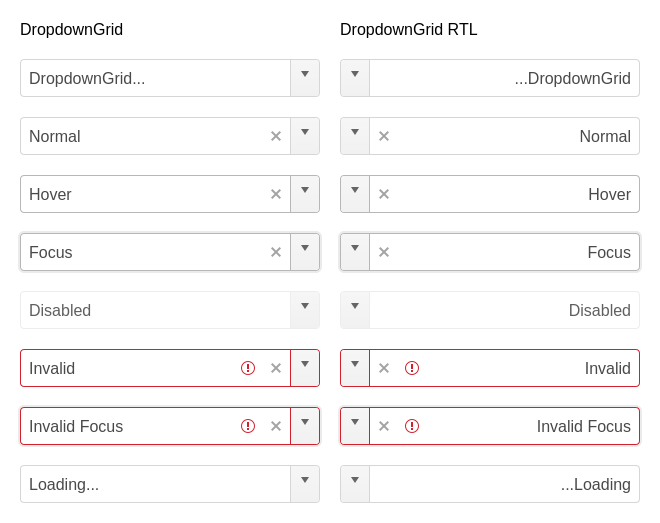 DropdownGrid
DropdownGrid...
Normal
Hover
Focus
Disabled
Invalid
Invalid Focus
Loading...
DropdownGrid RTL
...DropdownGrid
Normal
Hover
Focus
Disabled
Invalid
Invalid Focus
...Loading